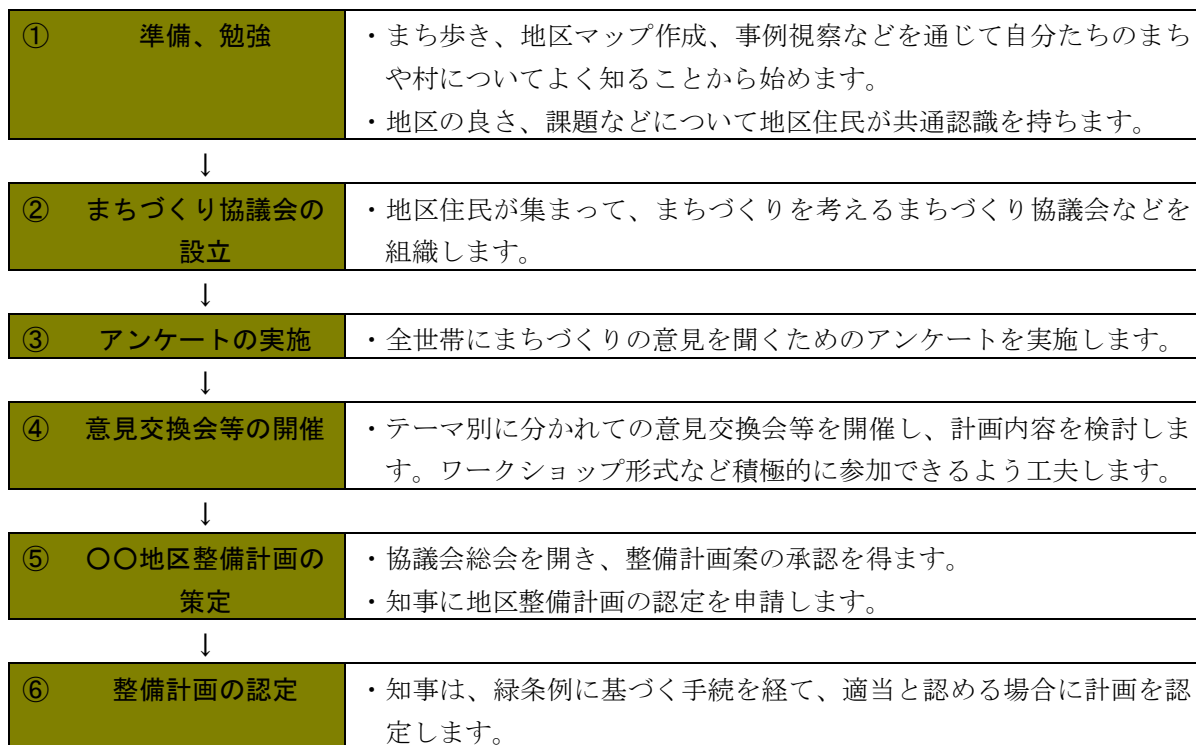 ① 準備、勉強
・まち歩き、地区マップ作成、事例視察などを通じて自分たちのまち
や村についてよく知ることから始めます。
・地区の良さ、課題などについて地区住民が共通認識を持ちます。
↓
② まちづくり協議会の
設立
・地区住民が集まって、まちづくりを考えるまちづくり協議会などを
組織します。
↓
③ アンケートの実施
・全世帯にまちづくりの意見を聞くためのアンケートを実施します。
↓
④ 意見交換会等の開催
・テーマ別に分かれての意見交換会等を開催し、計画内容を検討しま
す。ワークショップ形式など積極的に参加できるよう工夫します。
↓
⑤ 〇〇地区整備計画の
策定
・協議会総会を開き、整備計画案の承認を得ます。
・知事に地区整備計画の認定を申請します。
↓
⑥ 整備計画の認定
・知事は、緑条例に基づく手続を経て、適当と認める場合に計画を認
定します。